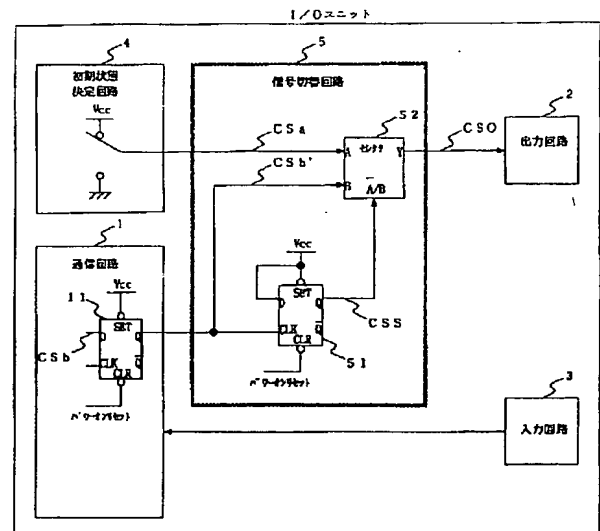 I/Oユニット
4
初期状態
決定回路
Vcc
5
信号切替回路
CSa
CSb'
52
セレクタ
A
B
Y
A/B
CSO
2
出力回路
1
通信回路
11
Vcc
SET
D
Q
CSb
CLK
Q
CLR
パワーオンリセット
Vcc
SET
D
Q
CSS
CLK
Q
CLR
51
パワーオンリセット
3
入力回路